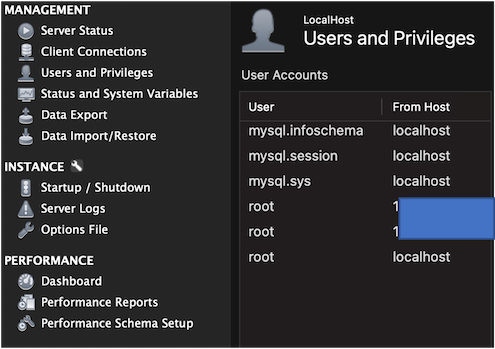 MANAGEMENT
Server Status
Client Connections
Users and Privileges
Status and System Variables
Data Export
Data Import/Restore
INSTANCE
Startup / Shutdown
Server Logs
Options File
PERFORMANCE
Dashboard
Performance Reports
Performance Schema Setup
LocalHost
Users and Privileges
User Accounts
User From Host
mysql.infoschema localhost
mysql.session localhost
mysql.sys localhost
root 1
root 1
root localhost